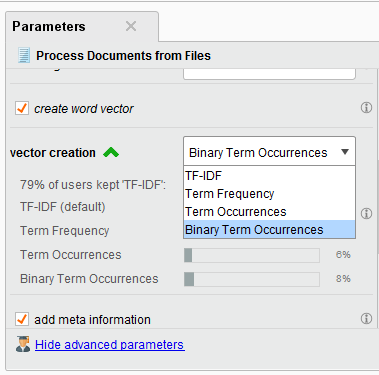 Parameters
Process Documents from Files
create word vector
vector creation
Binary Term Occurrences
79% of users kept 'TF-IDF':
TF-IDF
TF-IDF (default)
Term Frequency
Term Frequency
Term Occurrences
Binary Term Occurrences
Term Occurrences
6%
Binary Term Occurrences
8%
add meta information
Hide advanced parameters